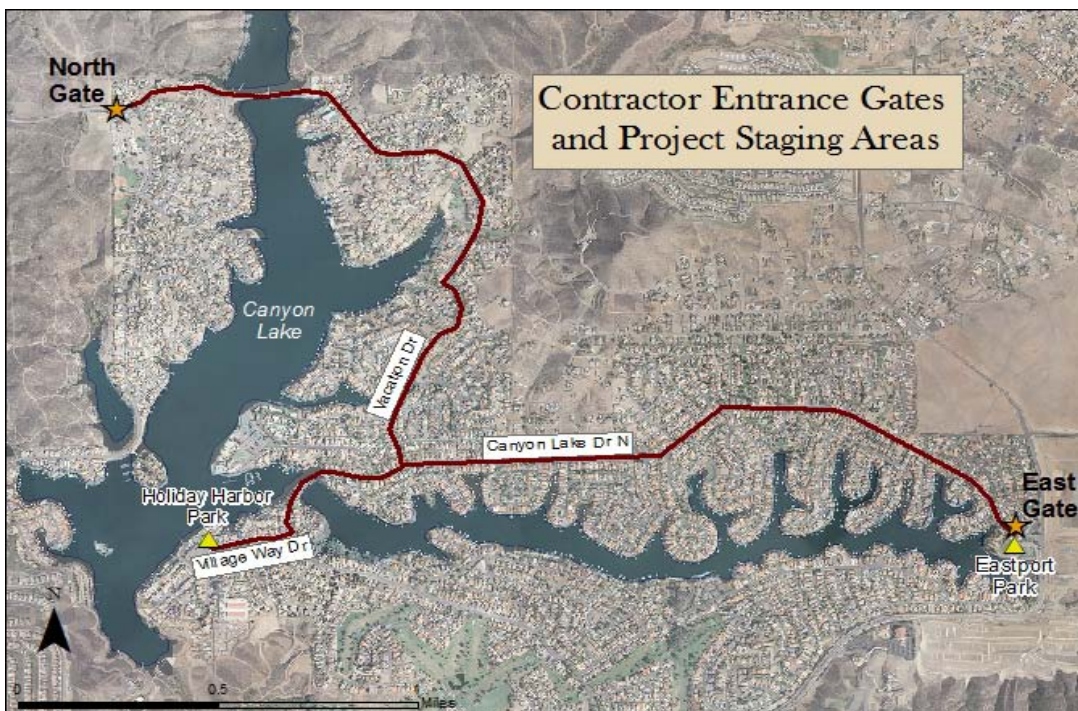 North
Gate
Contractor Entrance Gates
and Project Staging Areas
Canyon
Lake
Vacation Dr
Canyon Lake Dr N
Holiday Harbor
Park
Village Way Dr
East
Gate
Eastport
Park
N
0 0.5 1
Miles